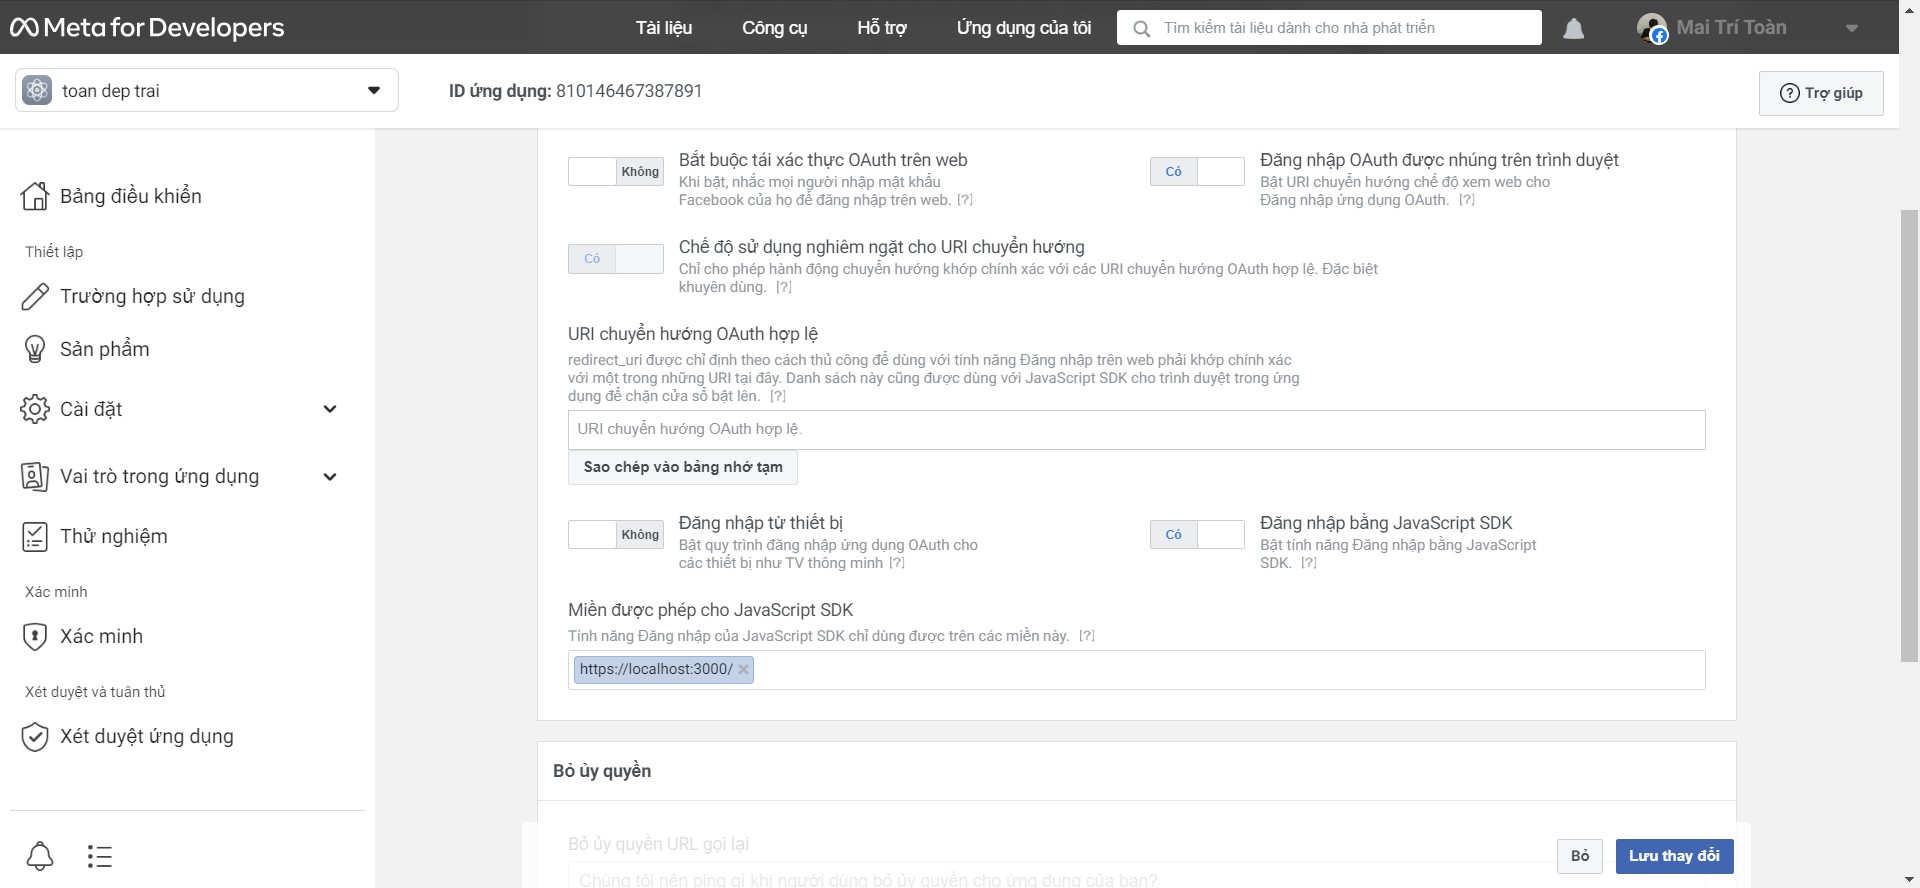 Meta for Developers
Tài liệu
Công cụ
Hỗ trợ
Ứng dụng của tôi
Tìm kiếm tài liệu dành cho nhà phát triển
Mai Trí Toàn
toan dep trai
ID ứng dụng: 810146467387891
Trợ giúp
Bảng điều khiển
Thiết lập
Trường hợp sử dụng
Sản phẩm
Cài đặt
Vai trò trong ứng dụng
Thử nghiệm
Xác minh
Xác minh
Xét duyệt và tuân thủ
Xét duyệt ứng dụng
Không
Bắt buộc tái xác thực OAuth trên web
Khi bật, nhắc mọi người nhập mật khẩu
Facebook của họ để đăng nhập trên web. [?]
Có
Đăng nhập OAuth được nhúng trên trình duyệt
Bật URI chuyển hướng chế độ xem web cho
Đăng nhập ứng dụng OAuth. [?]
Có
Chế độ sử dụng nghiêm ngặt cho URI chuyển hướng
Chỉ cho phép hành động chuyển hướng khớp chính xác với các URI chuyển hướng OAuth hợp lệ. Đặc biệt
khuyên dùng. [?]
URI chuyển hướng OAuth hợp lệ
redirect_uri được chỉ định theo cách thủ công để dùng với tính năng Đăng nhập trên web phải khớp chính xác
với một trong những URI tại đây. Danh sách này cũng được dùng với JavaScript SDK cho trình duyệt trong ứng
dụng để chặn cửa sổ bật lên. [?]
URI chuyển hướng OAuth hợp lệ.
Sao chép vào bảng nhớ tạm
Không
Đăng nhập từ thiết bị
Bật quy trình đăng nhập ứng dụng OAuth cho
các thiết bị như TV thông minh [?]
Có
Đăng nhập bằng JavaScript SDK
Bật tính năng Đăng nhập bằng JavaScript
SDK. [?]
Miền được phép cho JavaScript SDK
Tính năng Đăng nhập của JavaScript SDK chỉ dùng được trên các miền này. [?]
https://localhost:3000/
Bỏ ủy quyền
Bỏ ủy quyền URL gọi lại
Chúng tôi nên ping gì khi người dùng bỏ ủy quyền cho ứng dụng của bạn?
Bỏ
Lưu thay đổi